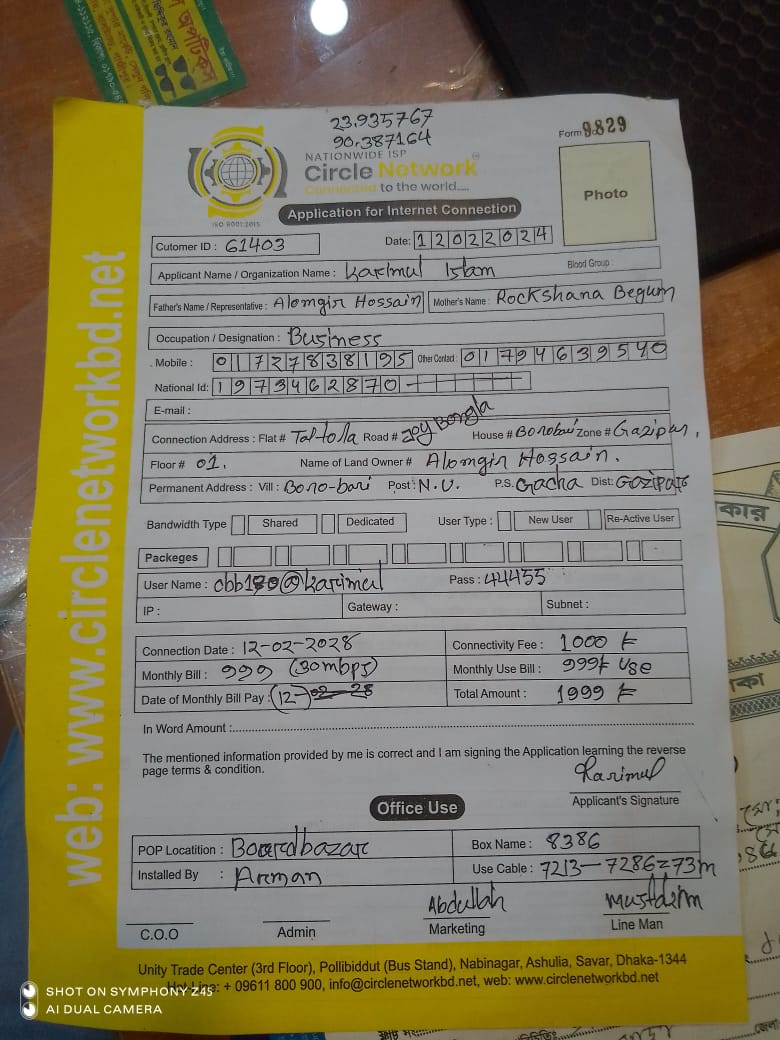 23.935767
90.387164
Form 9829
NATIONWIDE ISP
Circle Network
Connected to the world....
ISO 9001:2015
Photo
Application for Internet Connection
Cutomer ID : 61403 Date: 12022024
Applicant Name / Organization Name : Karimul Islam Blood Group :
Father's Name / Representative : Alomgir Hossain Mother's Name : Rockshana Begum
Occupation / Designation : Business
Mobile : 01727838195 Other Contact : 01794639540
National Id: 1973462870
E-mail :
Connection Address : Flat # Taltolla Road # Joy Bongla House # Borobari Zone # Gazipur,
Floor # 01. Name of Land Owner # Alomgir Hossain.
Permanent Address : Vill : Boro-bari Post : N.U. P.S. Gacha Dist: Gazipur
Bandwidth Type Shared Dedicated User Type : New User Re-Active User
Packeges
User Name : @karimul Pass : 44455
IP : Gateway : Subnet :
Connection Date : 12-02-2028 Connectivity Fee : 1000 ৳
Monthly Bill : 999 (30mbps) Monthly Use Bill : 999৳ use
Date of Monthly Bill Pay : (12-) Total Amount : 1999 ৳
In Word Amount :
The mentioned information provided by me is correct and I am signing the Application learning the reverse
page terms & condition.
Karimul
Applicant's Signature
Office Use
POP Locatition : Boardbazar Box Name : 8386
Installed By : Arman Use Cable : 7213-7286=73m
Abdullah
C.O.O Admin Marketing Line Man
Unity Trade Center (3rd Floor), Pollibiddut (Bus Stand), Nabinagar, Ashulia, Savar, Dhaka-1344
Hot Line: + 09611 800 900, info@circlenetworkbd.net, web: www.circlenetworkbd.net
web: www.circlenetworkbd.net
SHOT ON SYMPHONY Z45
AI DUAL CAMERA